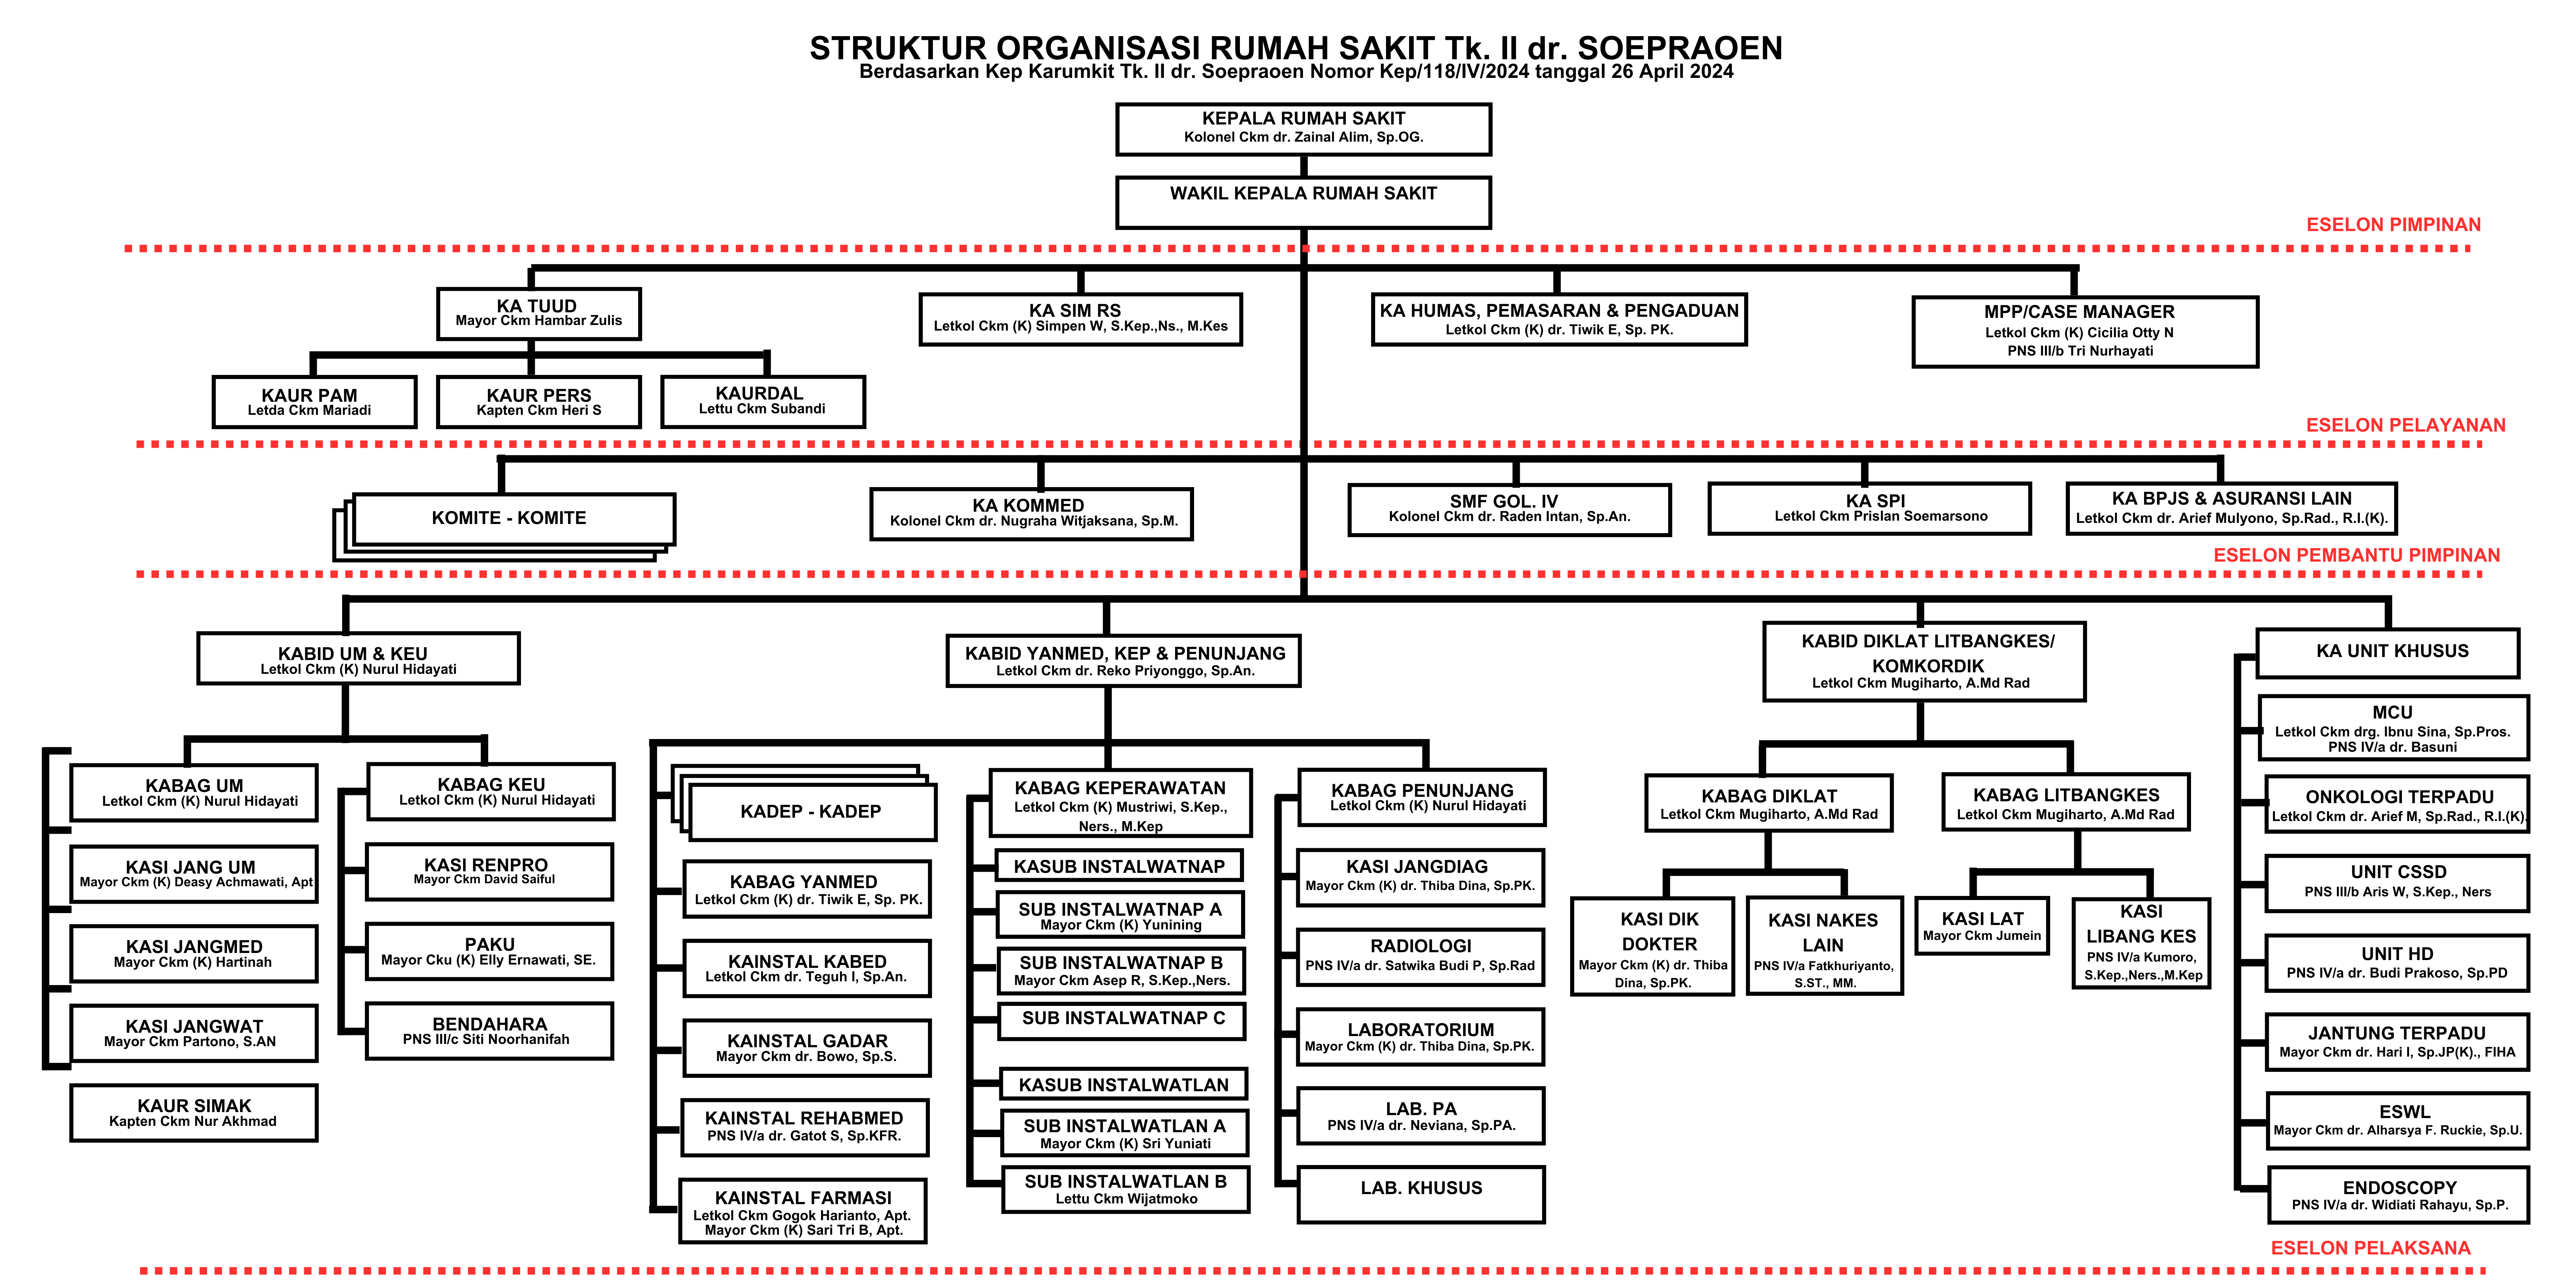 STRUKTUR ORGANISASI RUMAH SAKIT Tk. II dr. SOEPRAOEN
Berdasarkan Kep Karumkit Tk. II dr. Soepraoen Nomor Kep/118/IV/2024 tanggal 26 April 2024
KEPALA RUMAH SAKIT
Kolonel Ckm dr. Zainal Alim, Sp.OG.
WAKIL KEPALA RUMAH SAKIT
ESELON PIMPINAN
KA TUUD
Mayor Ckm Hambar Zulis
KA SIM RS
Letkol Ckm (K) Simpen W, S.Kep.,Ns., M.Kes
KA HUMAS, PEMASARAN & PENGADUAN
Letkol Ckm (K) dr. Tiwik E, Sp. PK.
MPP/CASE MANAGER
Letkol Ckm (K) Cicilia Otty N
PNS III/b Tri Nurhayati
KAUR PAM
Letda Ckm Mariadi
KAUR PERS
Kapten Ckm Heri S
KAURDAL
Lettu Ckm Subandi
ESELON PELAYANAN
KOMITE - KOMITE
KA KOMMED
Kolonel Ckm dr. Nugraha Witjaksana, Sp.M.
SMF GOL. IV
Kolonel Ckm dr. Raden Intan, Sp.An.
KA SPI
Letkol Ckm Prislan Soemarsono
KA BPJS & ASURANSI LAIN
Letkol Ckm dr. Arief Mulyono, Sp.Rad., R.I.(K).
ESELON PEMBANTU PIMPINAN
KABID UM & KEU
Letkol Ckm (K) Nurul Hidayati
KABID YANMED, KEP & PENUNJANG
Letkol Ckm dr. Reko Priyonggo, Sp.An.
KABID DIKLAT LITBANGKES/
KOMKORDIK
Letkol Ckm Mugiharto, A.Md Rad
KA UNIT KHUSUS
KABAG UM
Letkol Ckm (K) Nurul Hidayati
KASI JANG UM
Mayor Ckm (K) Deasy Achmawati, Apt
KASI JANGMED
Mayor Ckm (K) Hartinah
KASI JANGWAT
Mayor Ckm Partono, S.AN
KAUR SIMAK
Kapten Ckm Nur Akhmad
KABAG KEU
Letkol Ckm (K) Nurul Hidayati
KASI RENPRO
Mayor Ckm David Saiful
PAKU
Mayor Cku (K) Elly Ernawati, SE.
BENDAHARA
PNS III/c Siti Noorhanifah
KADEP - KADEP
KABAG YANMED
Letkol Ckm (K) dr. Tiwik E, Sp. PK.
KAINSTAL KABED
Letkol Ckm dr. Teguh I, Sp.An.
KAINSTAL GADAR
Mayor Ckm dr. Bowo, Sp.S.
KAINSTAL REHABMED
PNS IV/a dr. Gatot S, Sp.KFR.
KAINSTAL FARMASI
Letkol Ckm Gogok Harianto, Apt.
Mayor Ckm (K) Sari Tri B, Apt.
KABAG KEPERAWATAN
Letkol Ckm (K) Mustriwi, S.Kep.,
Ners., M.Kep
KASUB INSTALWATNAP
SUB INSTALWATNAP A
Mayor Ckm (K) Yunining
SUB INSTALWATNAP B
Mayor Ckm Asep R, S.Kep.,Ners.
SUB INSTALWATNAP C
KASUB INSTALWATLAN
SUB INSTALWATLAN A
Mayor Ckm (K) Sri Yuniati
SUB INSTALWATLAN B
Lettu Ckm Wijatmoko
KABAG PENUNJANG
Letkol Ckm (K) Nurul Hidayati
KASI JANGDIAG
Mayor Ckm (K) dr. Thiba Dina, Sp.PK.
RADIOLOGI
PNS IV/a dr. Satwika Budi P, Sp.Rad
LABORATORIUM
Mayor Ckm (K) dr. Thiba Dina, Sp.PK.
LAB. PA
PNS IV/a dr. Neviana, Sp.PA.
LAB. KHUSUS
KABAG DIKLAT
Letkol Ckm Mugiharto, A.Md Rad
KABAG LITBANGKES
Letkol Ckm Mugiharto, A.Md Rad
KASI DIK
DOKTER
Mayor Ckm (K) dr. Thiba
Dina, Sp.PK.
KASI NAKES
LAIN
PNS IV/a Fatkhuriyanto,
S.ST., MM.
KASI LAT
Mayor Ckm Jumein
KASI
LIBANG KES
PNS IV/a Kumoro,
S.Kep.,Ners.,M.Kep
MCU
Letkol Ckm drg. Ibnu Sina, Sp.Pros.
PNS IV/a dr. Basuni
ONKOLOGI TERPADU
Letkol Ckm dr. Arief M, Sp.Rad., R.I.(K).
UNIT CSSD
PNS III/b Aris W, S.Kep., Ners
UNIT HD
PNS IV/a dr. Budi Prakoso, Sp.PD
JANTUNG TERPADU
Mayor Ckm dr. Hari I, Sp.JP(K)., FIHA
ESWL
Mayor Ckm dr. Alharsya F. Ruckie, Sp.U.
ENDOSCOPY
PNS IV/a dr. Widiati Rahayu, Sp.P.
ESELON PELAKSANA